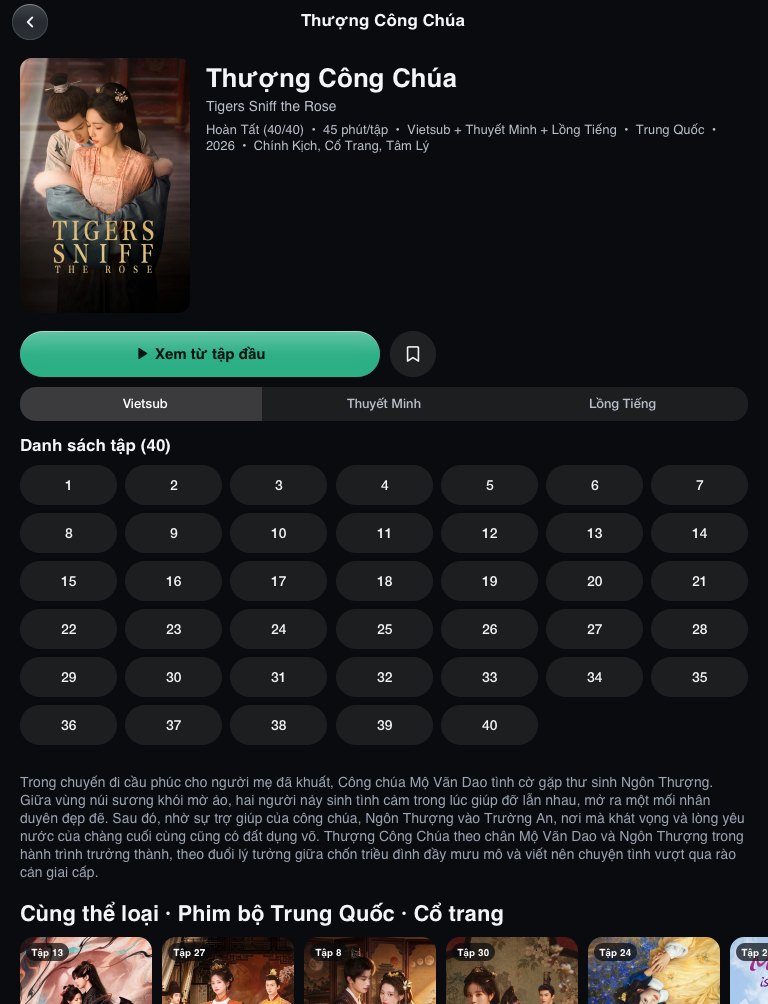 Thượng Công Chúa
Thượng Công Chúa
Tigers Sniff the Rose
Hoàn Tất (40/40) • 45 phút/tập • Vietsub + Thuyết Minh + Lồng Tiếng • Trung Quốc •
2026 • Chính Kịch, Cổ Trang, Tâm Lý
TIGERS
SNIFF
THE ROSE
Xem từ tập đầu
Vietsub Thuyết Minh Lồng Tiếng
Danh sách tập (40)
1 2 3 4 5 6 7
8 9 10 11 12 13 14
15 16 17 18 19 20 21
22 23 24 25 26 27 28
29 30 31 32 33 34 35
36 37 38 39 40
Trong chuyến đi cầu phúc cho người mẹ đã khuất, Công chúa Mộ Vãn Dao tình cờ gặp thư sinh Ngôn Thượng.
Giữa vùng núi sương khói mờ ảo, hai người nảy sinh tình cảm trong lúc giúp đỡ lẫn nhau, mở ra một mối nhân
duyên đẹp đẽ. Sau đó, nhờ sự trợ giúp của công chúa, Ngôn Thượng vào Trường An, nơi mà khát vọng và lòng yêu
nước của chàng cuối cùng cũng có đất dụng võ. Thượng Công Chúa theo chân Mộ Vãn Dao và Ngôn Thượng trong
hành trình trưởng thành, theo đuổi lý tưởng giữa chốn triều đình đầy mưu mô và viết nên chuyện tình vượt qua rào
cản giai cấp.
Cùng thể loại · Phim bộ Trung Quốc · Cổ trang
Tập 13 Tập 27 Tập 8 Tập 30 Tập 24